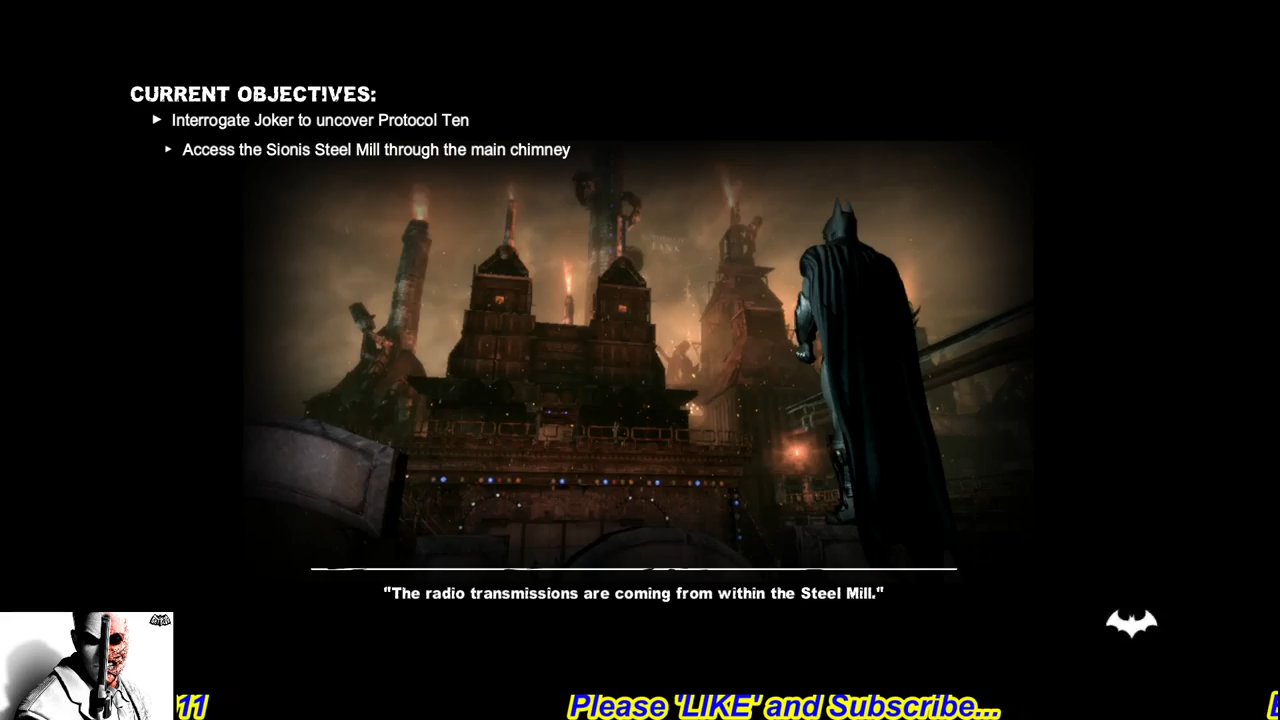 CURRENT OBJECTIVES:
Interrogate Joker to uncover Protocol Ten
Access the Sionis Steel Mill through the main chimney
"The radio transmissions are coming from within the Steel Mill."
11 Please 'LIKE' and Subscribe...